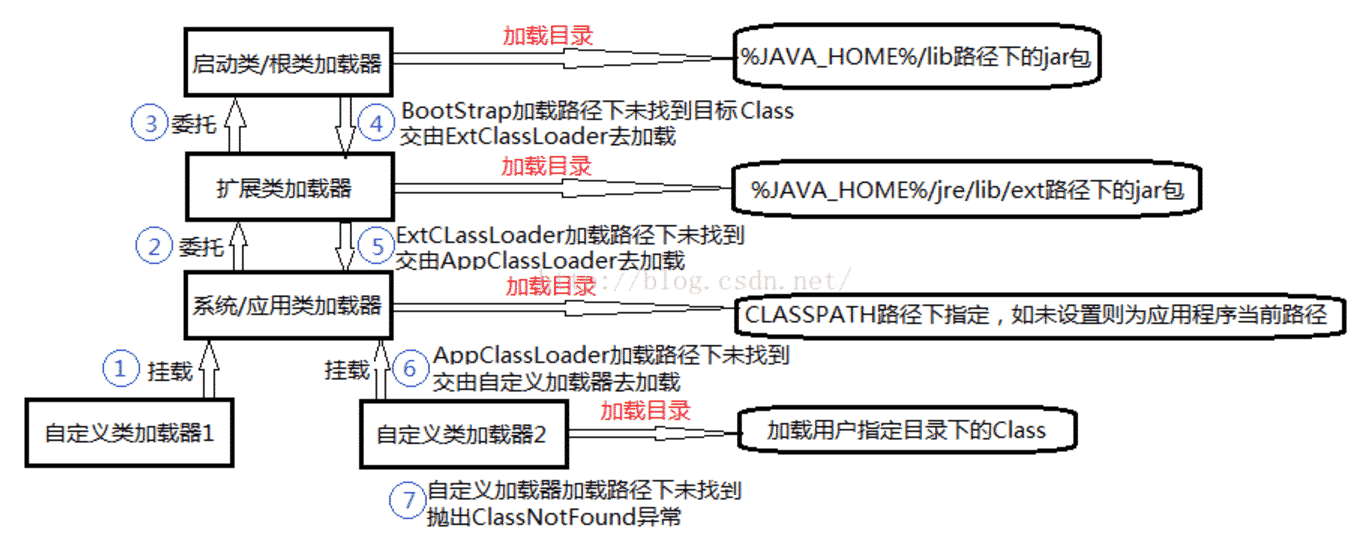 加载目录
启动类/根类加载器
%JAVA_HOME%/lib路径下的jar包
③ 委托
④ BootStrap加载路径下未找到目标Class
交由ExtClassLoader去加载
加载目录
扩展类加载器
%JAVA_HOME%/jre/lib/ext路径下的jar包
② 委托
⑤ ExtCLassLoader加载路径下未找到
交由AppClassLoader去加载
http://blog.csdn.net/
加载目录
系统/应用类加载器
CLASSPATH路径下指定，如未设置则为应用程序当前路径
① 挂载
挂载
⑥ AppClassLoader加载路径下未找到
交由自定义加载器去加载
加载目录
自定义类加载器1
自定义类加载器2
加载用户指定目录下的Class
⑦ 自定义加载器加载路径下未找到
抛出ClassNotFound异常